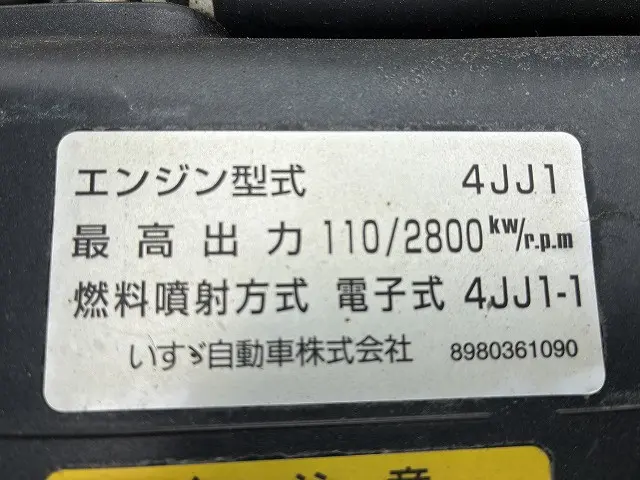 エンジン型式 4JJ1
最高出力 110/2800 kw/r.p.m
燃料噴射方式 電子式 4JJ1-1
いすゞ自動車株式会社 8980361090